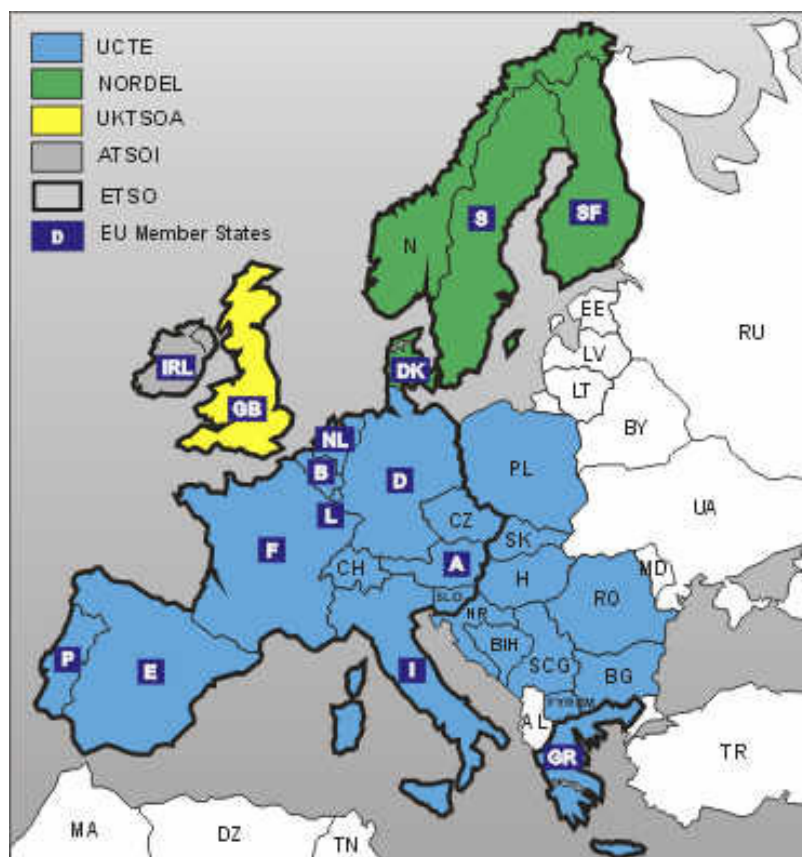 UCTE
NORDEL
UKTSOA
ATSOI
ETSO
D EU Member States
N
S
SF
EE
RU
LV
IRL
DK
LT
GB
BY
NL
B
D
PL
L
CZ
UA
F
SK
CH
A
H
MD
SLO
RO
HR
BIH
P
E
I
SCG
BG
AL
GR
TR
MA
DZ
TN